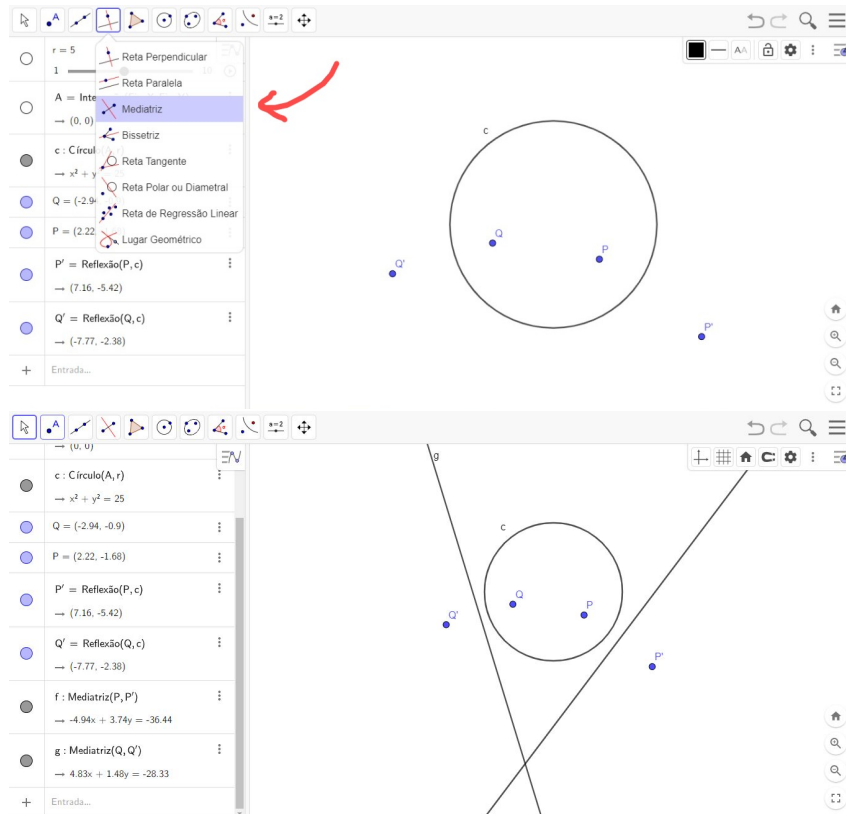 A
a=2
r = 5
1
Reta Perpendicular
Reta Paralela
A = Inte
→ (0, 0)
Mediatriz
Bissetriz
c : Círcul
→ x² + y
Reta Tangente
Reta Polar ou Diametral
Q = (-2.94
Reta de Regressão Linear
P = (2.22
Lugar Geométrico
P′ = Reflexão(P, c)
→ (7.16, -5.42)
Q′ = Reflexão(Q, c)
→ (-7.77, -2.38)
Entrada...
AA
c
Q
P
Q'
P'
A
a=2
→ (0, 0)
c : Círculo(A, r)
→ x² + y² = 25
Q = (-2.94, -0.9)
P = (2.22, -1.68)
P′ = Reflexão(P, c)
→ (7.16, -5.42)
Q′ = Reflexão(Q, c)
→ (-7.77, -2.38)
f : Mediatriz(P, P′)
→ -4.94x + 3.74y = -36.44
g : Mediatriz(Q, Q′)
→ 4.83x + 1.48y = -28.33
Entrada...
g
c
Q
P
Q'
P'